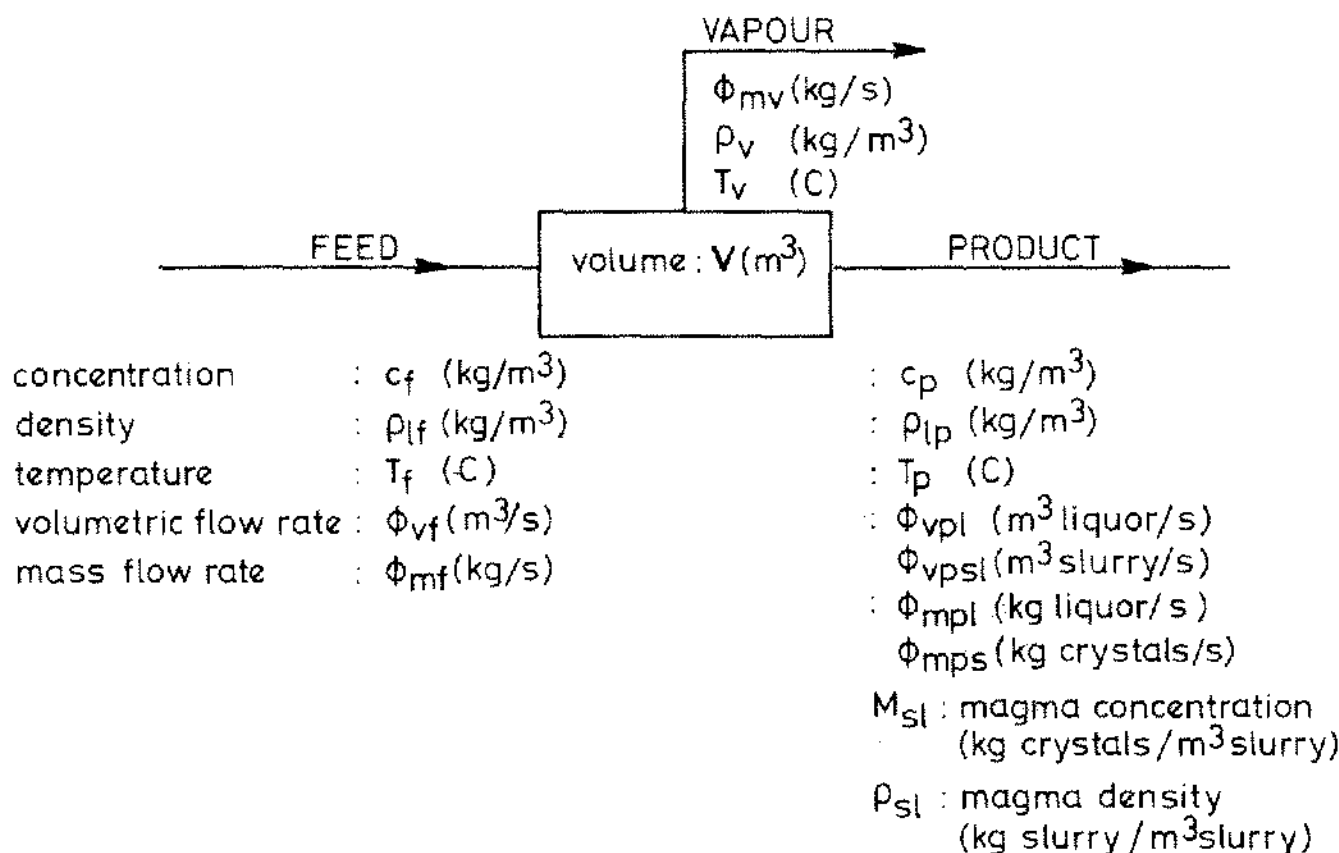 VAPOUR
Φmv (kg/s)
ρv (kg/m³)
Tv (C)
FEED
volume : V(m³)
PRODUCT
concentration : cf (kg/m³) : cp (kg/m³)
density : ρlf (kg/m³) : ρlp (kg/m³)
temperature : Tf (C) : Tp (C)
volumetric flow rate : Φvf (m³/s) : Φvpl (m³ liquor/s)
Φvpsl (m³ slurry/s)
mass flow rate : Φmf (kg/s) : Φmpl (kg liquor/s)
Φmps (kg crystals/s)
Msl : magma concentration
(kg crystals/m³ slurry)
ρsl : magma density
(kg slurry/m³ slurry)